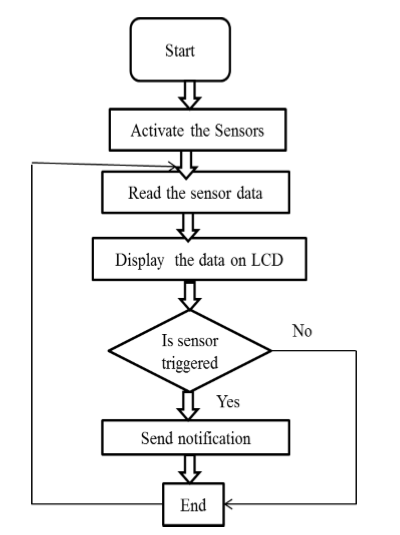 Start
Activate the Sensors
Read the sensor data
Display the data on LCD
Is sensor
triggered
No
Yes
Send notification
End